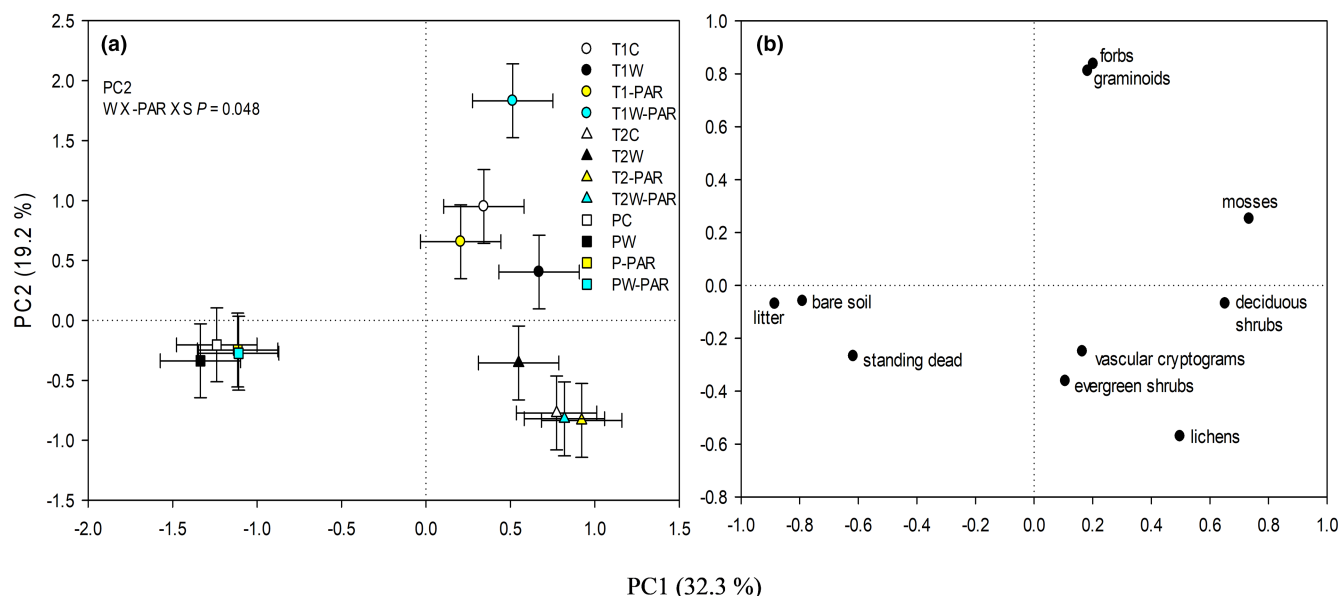 (a)
PC2
W X -PAR X S P = 0.048
T1C
T1W
T1-PAR
T1W-PAR
T2C
T2W
T2-PAR
T2W-PAR
PC
PW
P-PAR
PW-PAR
2.5
2.0
1.5
1.0
0.5
0.0
-0.5
-1.0
-1.5
PC2 (19.2 %)
-2.0 -1.5 -1.0 -0.5 0.0 0.5 1.0 1.5
(b)
forbs
graminoids
mosses
bare soil
litter
deciduous
shrubs
standing dead
vascular cryptograms
evergreen shrubs
lichens
1.0
0.8
0.6
0.4
0.2
0.0
-0.2
-0.4
-0.6
-0.8
-1.0 -0.8 -0.6 -0.4 -0.2 0.0 0.2 0.4 0.6 0.8 1.0
PC1 (32.3 %)